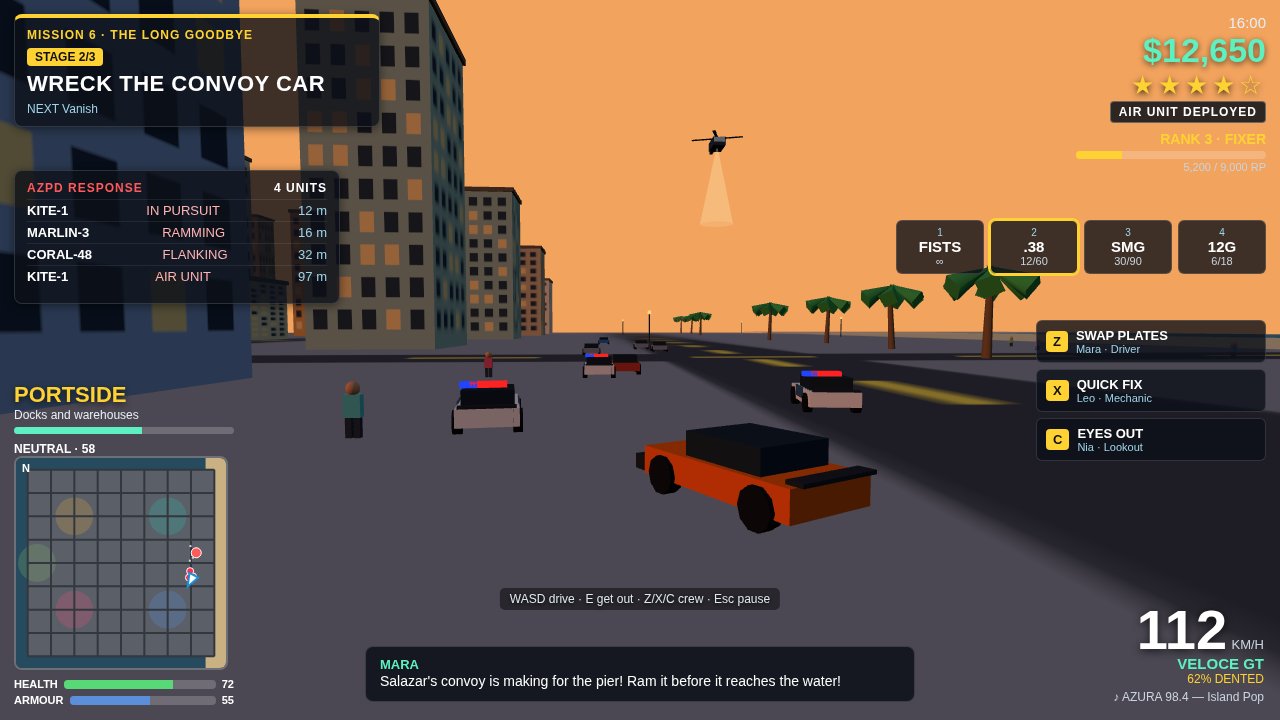 MISSION 6 · THE LONG GOODBYE
STAGE 2/3
WRECK THE CONVOY CAR
NEXT Vanish
AZPD RESPONSE 4 UNITS
KITE-1 IN PURSUIT 12 m
MARLIN-3 RAMMING 16 m
CORAL-48 FLANKING 32 m
KITE-1 AIR UNIT 97 m
16:00
$12,650
★★★★☆
AIR UNIT DEPLOYED
RANK 3 · FIXER
5,200 / 9,000 RP
1 2 3 4
FISTS .38 SMG 12G
∞ 12/60 30/90 6/18
Z SWAP PLATES
Mara · Driver
X QUICK FIX
Leo · Mechanic
C EYES OUT
Nia · Lookout
PORTSIDE
Docks and warehouses
NEUTRAL · 58
N
HEALTH 72
ARMOUR 55
WASD drive · E get out · Z/X/C crew · Esc pause
MARA
Salazar's convoy is making for the pier! Ram it before it reaches the water!
112 KM/H
VELOCE GT
62% DENTED
♪ AZURA 98.4 — Island Pop